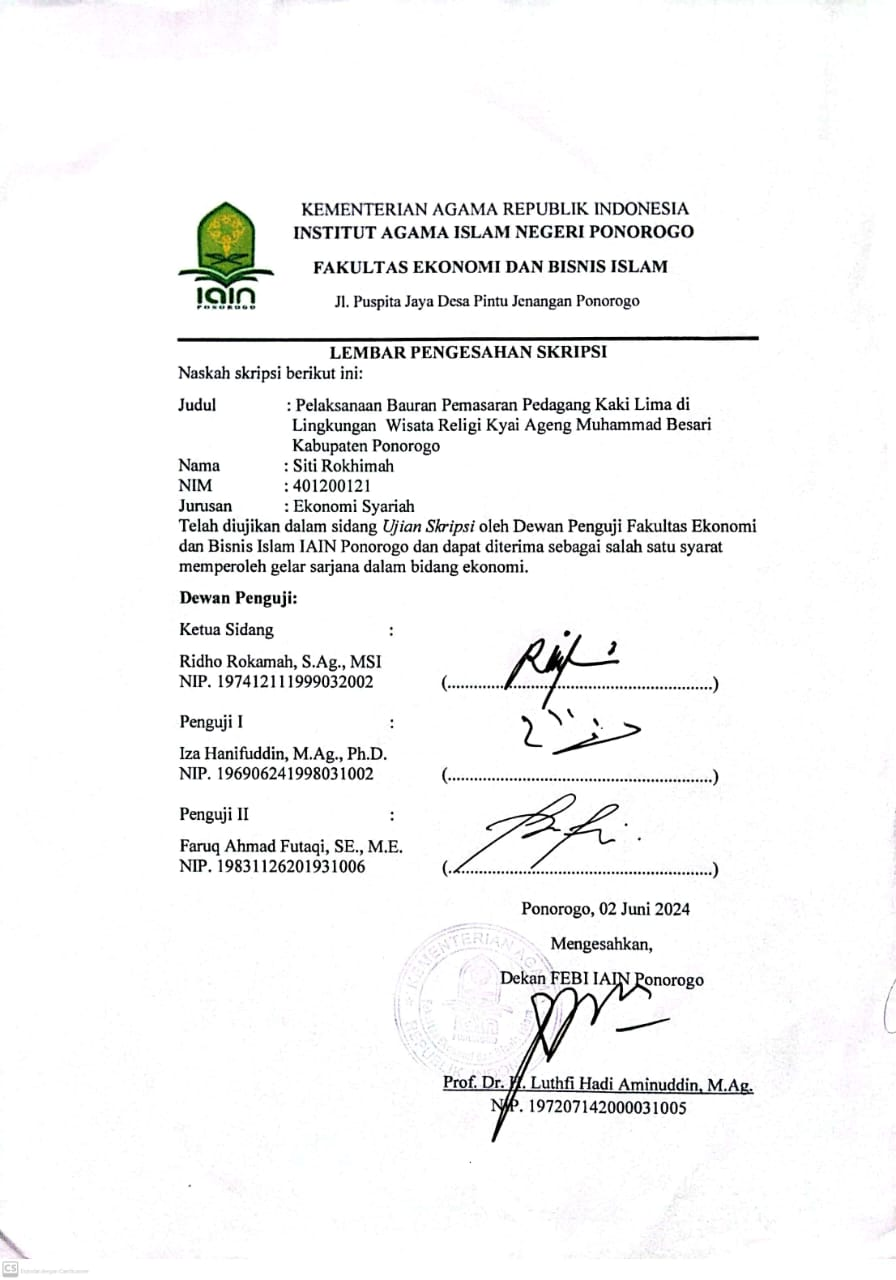 KEMENTERIAN AGAMA REPUBLIK INDONESIA
INSTITUT AGAMA ISLAM NEGERI PONOROGO
FAKULTAS EKONOMI DAN BISNIS ISLAM
Jl. Puspita Jaya Desa Pintu Jenangan Ponorogo
iain
PONOROGO
LEMBAR PENGESAHAN SKRIPSI
Naskah skripsi berikut ini:
Judul : Pelaksanaan Bauran Pemasaran Pedagang Kaki Lima di
Lingkungan Wisata Religi Kyai Ageng Muhammad Besari
Kabupaten Ponorogo
Nama : Siti Rokhimah
NIM : 401200121
Jurusan : Ekonomi Syariah
Telah diujikan dalam sidang Ujian Skripsi oleh Dewan Penguji Fakultas Ekonomi
dan Bisnis Islam IAIN Ponorogo dan dapat diterima sebagai salah satu syarat
memperoleh gelar sarjana dalam bidang ekonomi.
Dewan Penguji:
Ketua Sidang :
Ridho Rokamah, S.Ag., MSI
NIP. 197412111999032002 (..........................................................)
Penguji I :
Iza Hanifuddin, M.Ag., Ph.D.
NIP. 196906241998031002 (..........................................................)
Penguji II :
Faruq Ahmad Futaqi, SE., M.E.
NIP. 19831126201931006 (..........................................................)
Ponorogo, 02 Juni 2024
Mengesahkan,
Dekan FEBI IAIN Ponorogo
KEMENTERIAN AGAMA
Prof. Dr. H. Luthfi Hadi Aminuddin, M.Ag.
NIP. 197207142000031005
CS